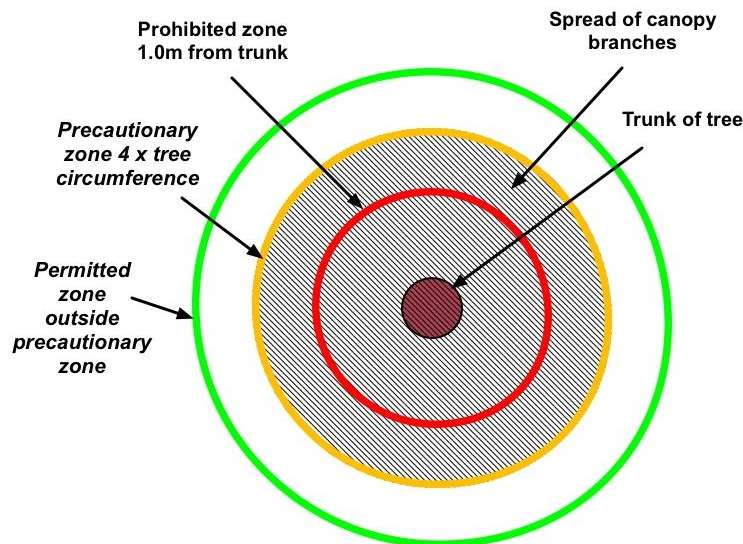 Prohibited zone
1.0m from trunk
Spread of canopy
branches
Trunk of tree
Precautionary
zone 4 x tree
circumference
Permitted
zone
outside
precautionary
zone